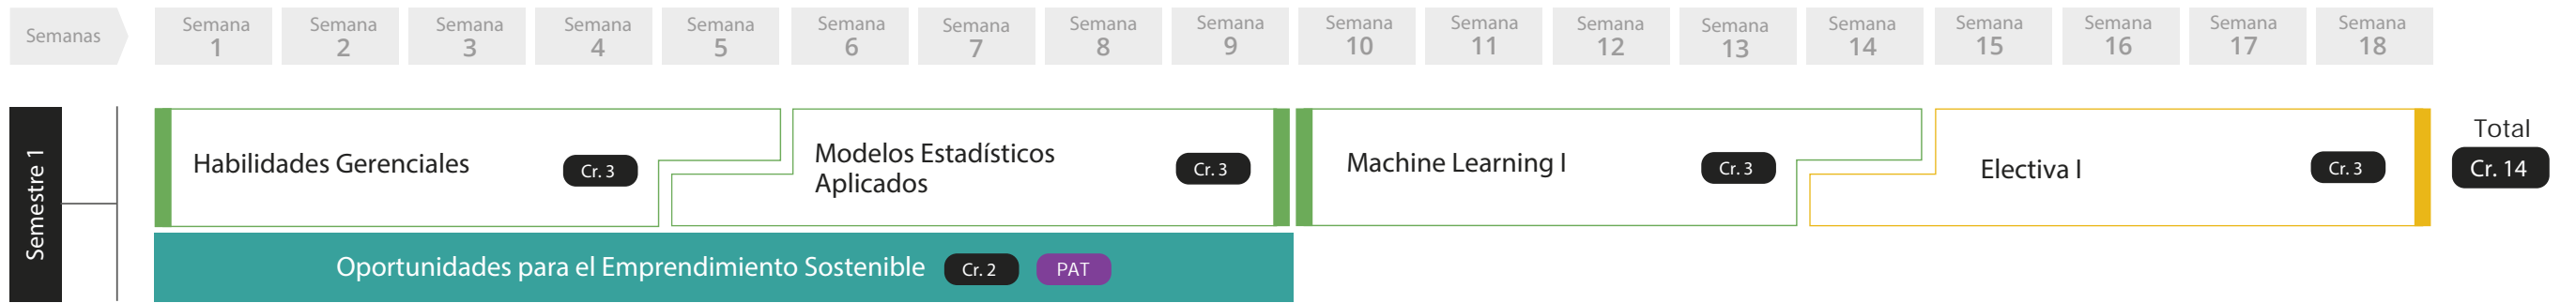 Semanas
Semana
1
Semana
2
Semana
3
Semana
4
Semana
5
Semana
6
Semana
7
Semana
8
Semana
9
Semana
10
Semana
11
Semana
12
Semana
13
Semana
14
Semana
15
Semana
16
Semana
17
Semana
18
Semestre 1
Habilidades Gerenciales
Cr. 3
Modelos Estadísticos
Aplicados
Cr. 3
Machine Learning I
Cr. 3
Electiva I
Cr. 3
Total
Cr. 14
Oportunidades para el Emprendimiento Sostenible
Cr. 2
PAT